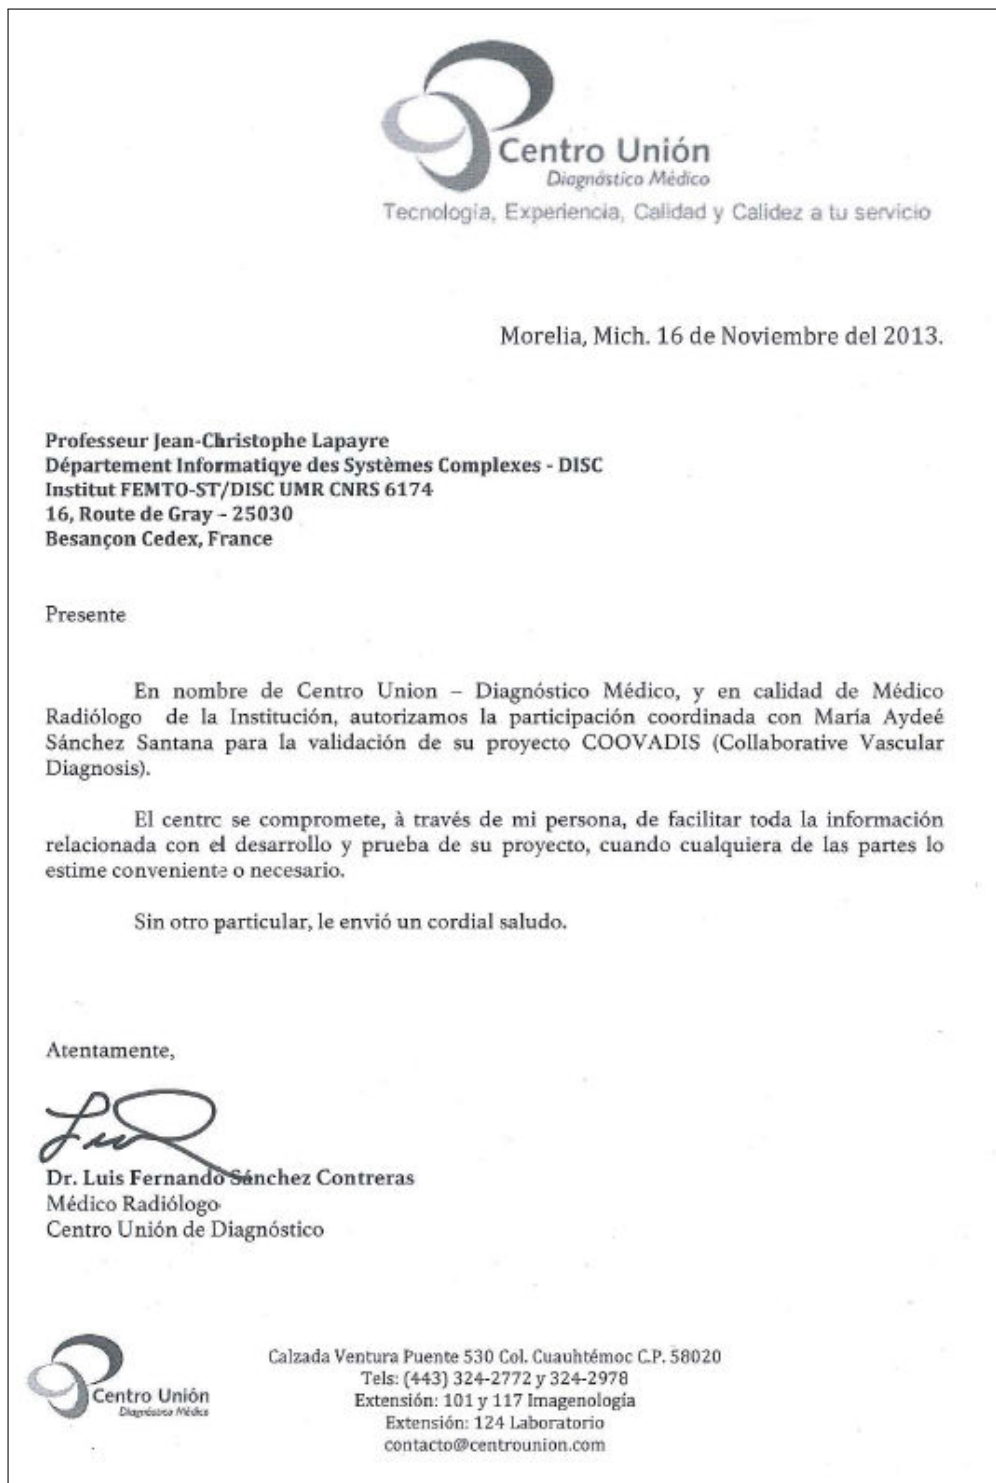 Centro Unión
Diagnóstico Médico
Tecnología, Experiencia, Calidad y Calidez a tu servicio
Morelia, Mich. 16 de Noviembre del 2013.
Professeur Jean-Christophe Lapayre
Département Informatiqye des Systèmes Complexes - DISC
Institut FEMTO-ST/DISC UMR CNRS 6174
16, Route de Gray – 25030
Besançon Cedex, France
Presente
En nombre de Centro Union – Diagnóstico Médico, y en calidad de Médico
Radiólogo de la Institución, autorizamos la participación coordinada con María Aydeé
Sánchez Santana para la validación de su proyecto COOVADIS (Collaborative Vascular
Diagnosis).
El centro se compromete, à través de mi persona, de facilitar toda la información
relacionada con el desarrollo y prueba de su proyecto, cuando cualquiera de las partes lo
estime conveniente o necesario.
Sin otro particular, le envió un cordial saludo.
Atentamente,
Dr. Luis Fernando Sánchez Contreras
Médico Radiólogo
Centro Unión de Diagnóstico
Centro Unión
Diagnóstico Médico
Calzada Ventura Puente 530 Col. Cuauhtémoc C.P. 58020
Tels: (443) 324-2772 y 324-2978
Extensión: 101 y 117 Imagenología
Extensión: 124 Laboratorio
contacto@centrounion.com